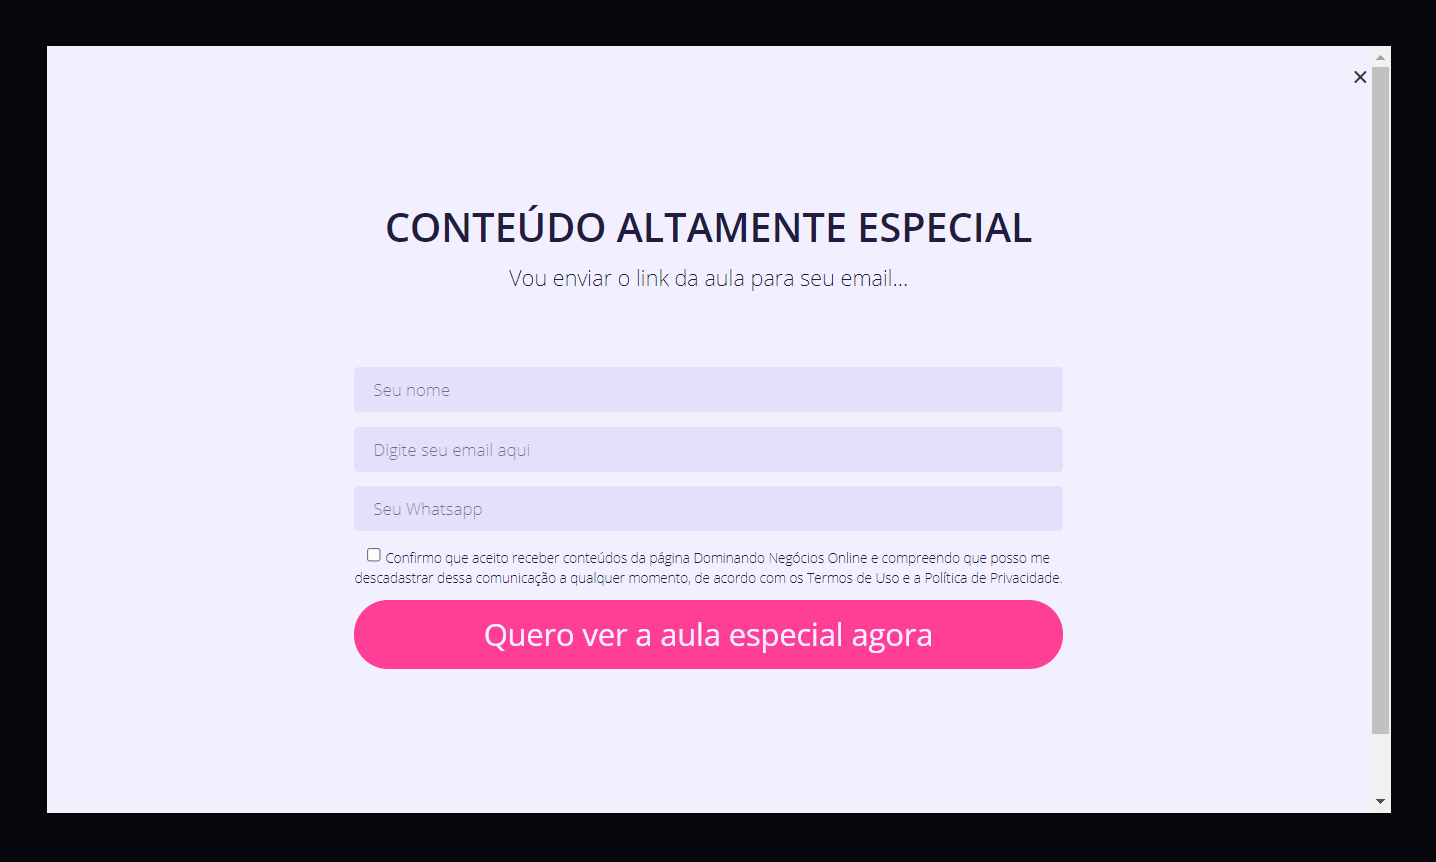 ×
CONTEÚDO ALTAMENTE ESPECIAL
Vou enviar o link da aula para seu email...
Seu nome
Digite seu email aqui
Seu Whatsapp
Confirmo que aceito receber conteúdos da página Dominando Negócios Online e compreendo que posso me
descadastrar dessa comunicação a qualquer momento, de acordo com os Termos de Uso e a Política de Privacidade.
Quero ver a aula especial agora